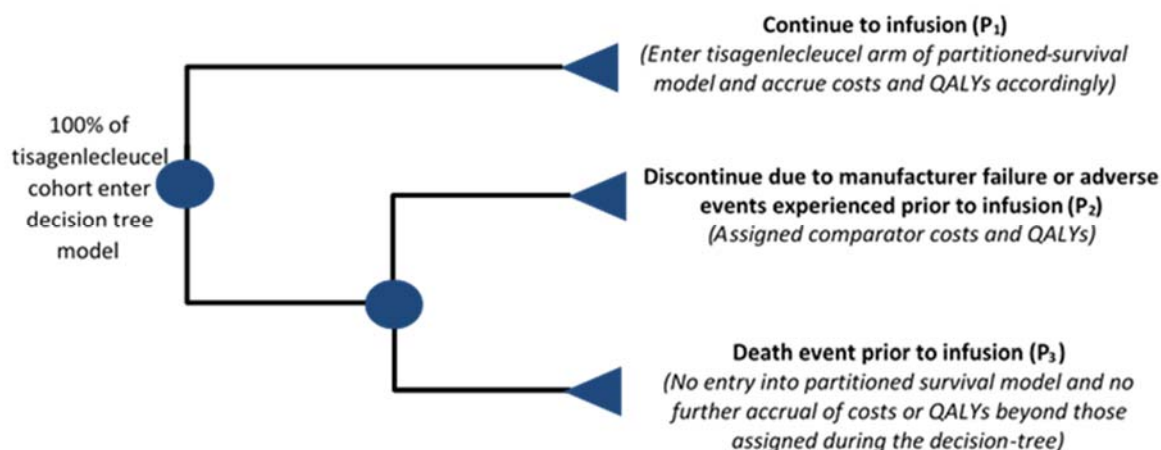 Continue to infusion (P₁)
(Enter tisagenlecleucel arm of partitioned-survival
model and accrue costs and QALYs accordingly)
100% of
tisagenlecleucel
cohort enter
decision tree
model
Discontinue due to manufacturer failure or adverse
events experienced prior to infusion (P₂)
(Assigned comparator costs and QALYs)
Death event prior to infusion (P₃)
(No entry into partitioned survival model and no
further accrual of costs or QALYs beyond those
assigned during the decision-tree)